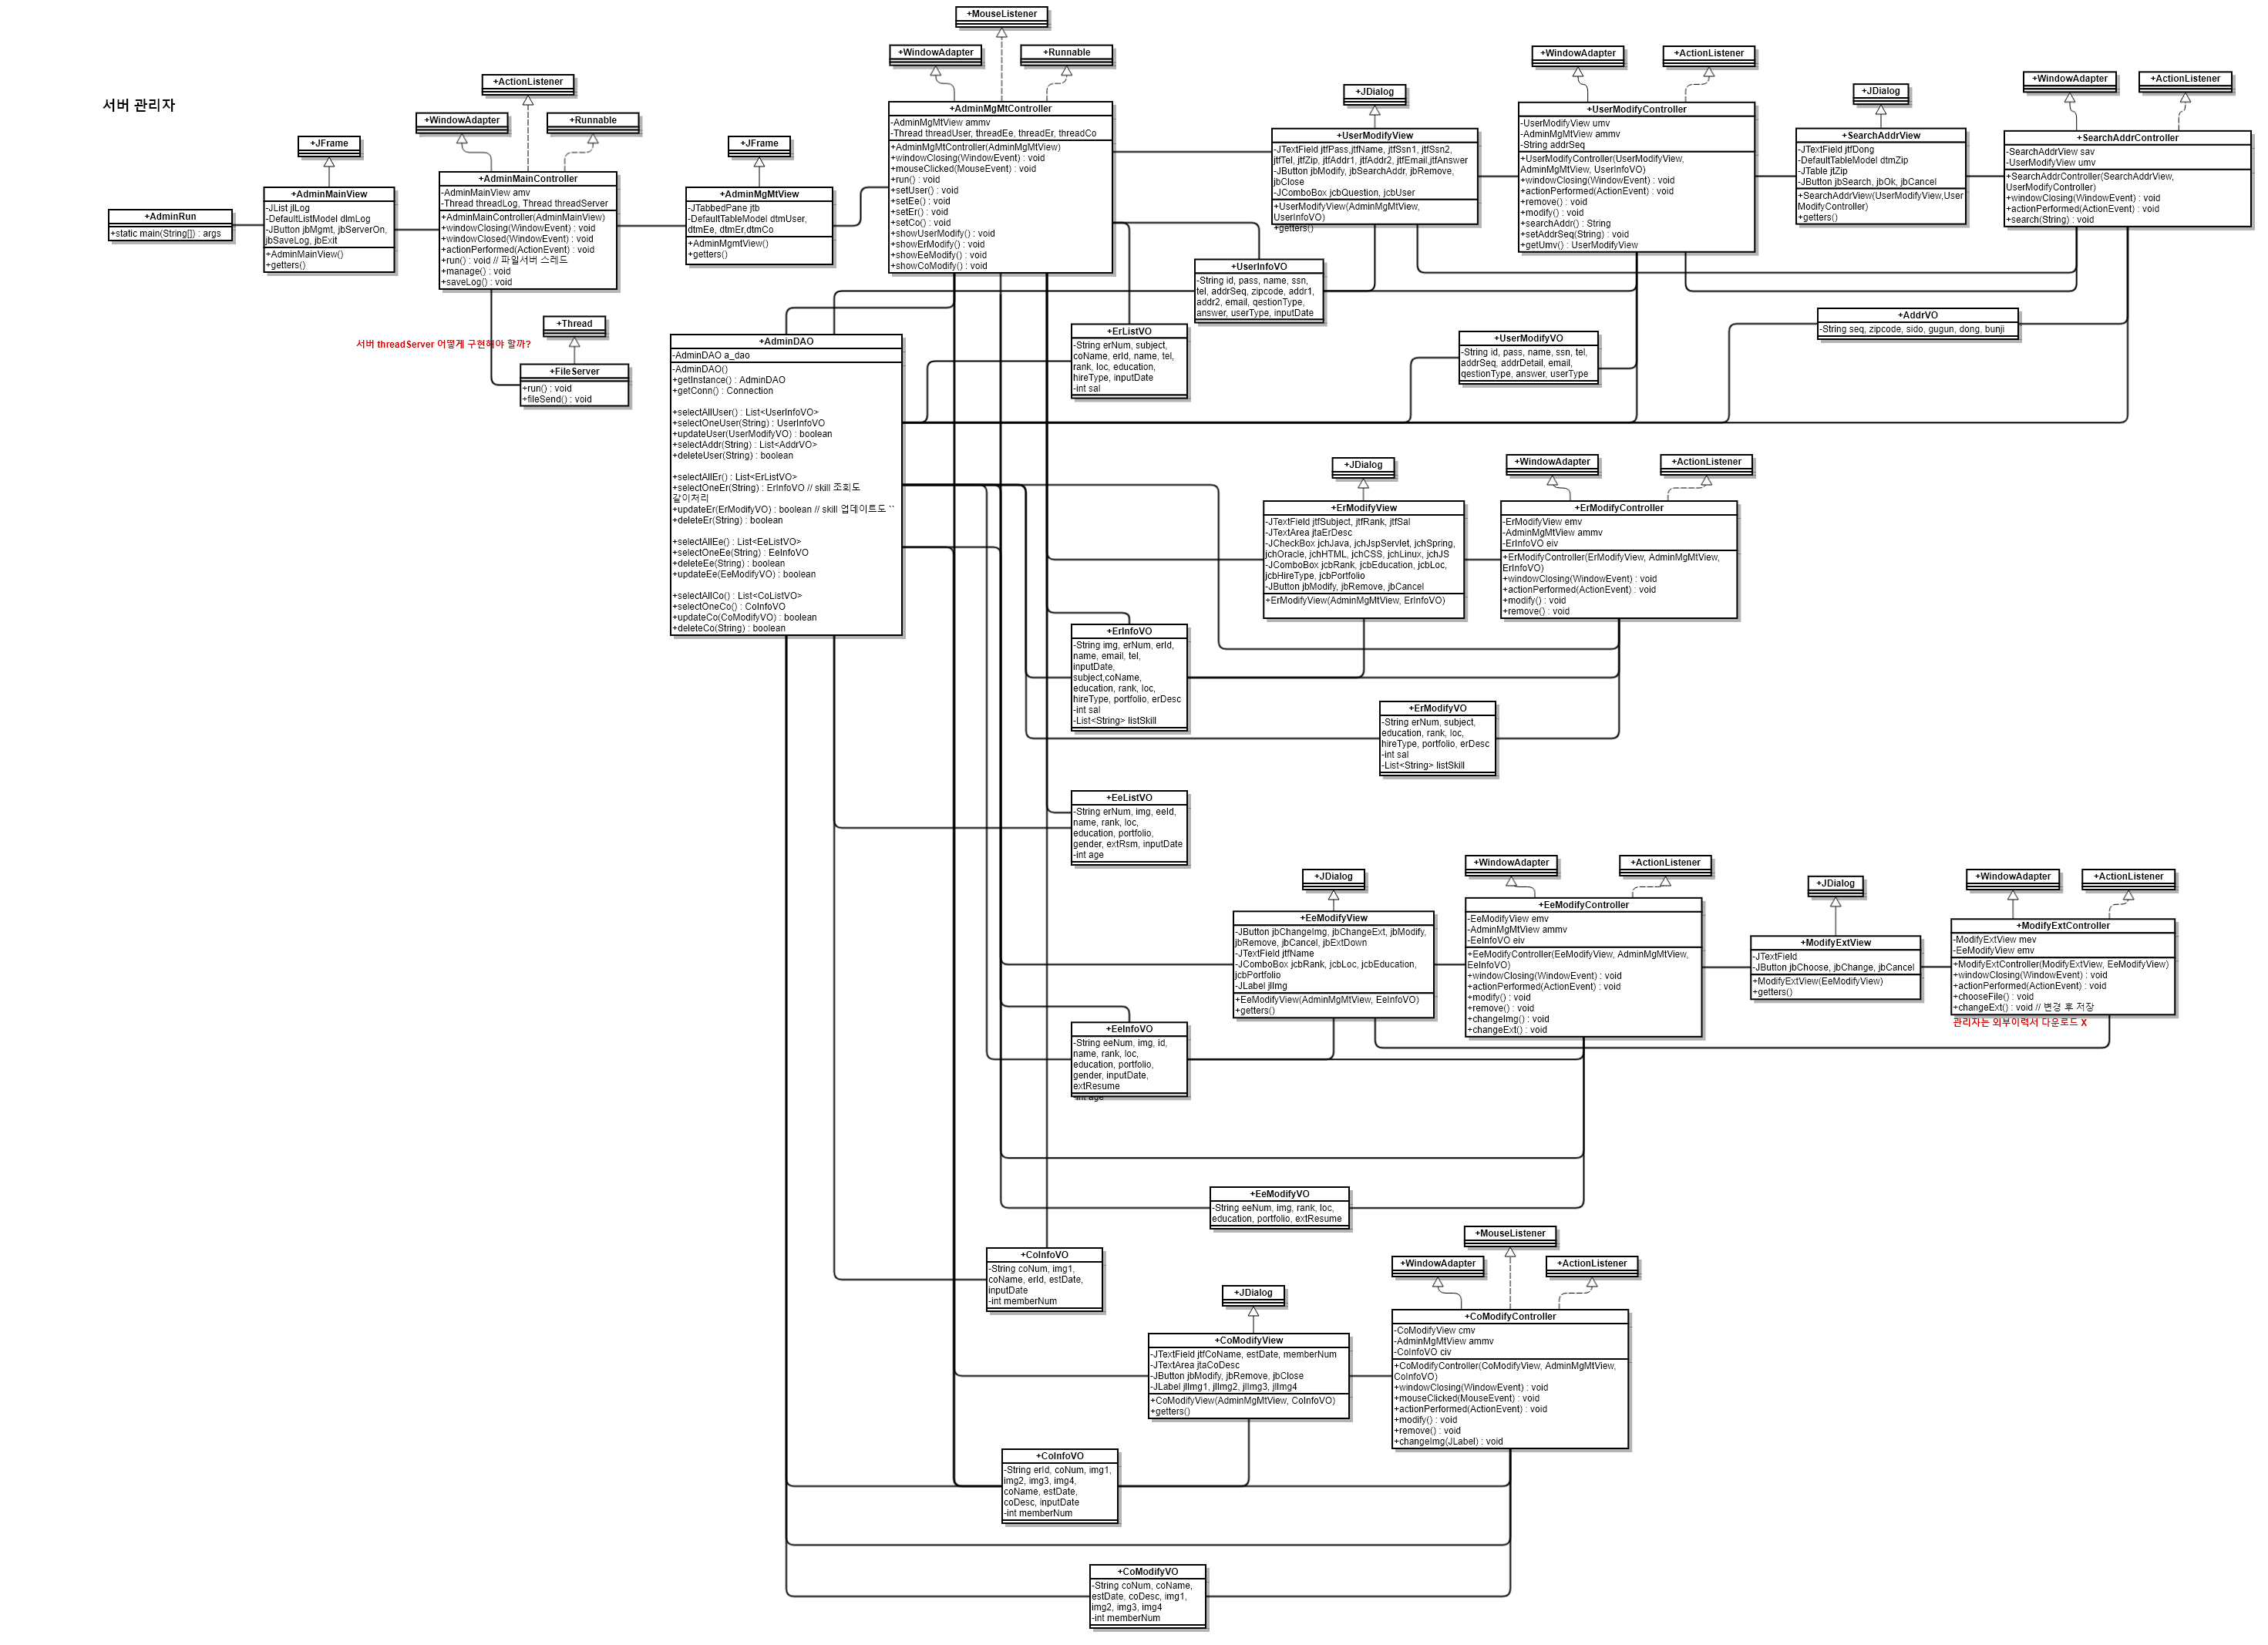 서버 관리자
+AdminRun
+static main(String[]) : args
+JFrame
+AdminMainView
-JList jlLog
-DefaultListModel dlmLog
-JButton jbMgmt, jbServerOn,
jbSaveLog, jbExit
+AdminMainView()
+getters()
+ActionListener
+WindowAdapter
+Runnable
+AdminMainController
-AdminMainView amv
-Thread threadLog, Thread threadServer
+AdminMainController(AdminMainView)
+windowClosing(WindowEvent) : void
+windowClosed(WindowEvent) : void
+actionPerformed(ActionEvent) : void
+run() : void // 파일서버 스레드
+manage() : void
+saveLog() : void
서버 threadServer 어떻게 구현해야 할까?
+Thread
+FileServer
+run() : void
+fileSend() : void
+JFrame
+AdminMgMtView
-JTabbedPane jtb
-DefaultTableModel dtmUser,
dtmEe, dtmEr,dtmCo
+AdminMgmtView()
+getters()
+MouseListener
+WindowAdapter
+Runnable
+AdminMgMtController
-AdminMgMtView ammv
-Thread threadUser, threadEe, threadEr, threadCo
+AdminMgMtController(AdminMgMtView)
+windowClosing(WindowEvent) : void
+mouseClicked(MouseEvent) : void
+run() : void
+setUser() : void
+setEe() : void
+setEr() : void
+setCo() : void
+showUserModify() : void
+showErModify() : void
+showEeModify() : void
+showCoModify() : void
+JDialog
+UserModifyView
-JTextField jtfPass,jtfName, jtfSsn1, jtfSsn2,
jtfTel, jtfZip, jtfAddr1, jtfAddr2, jtfEmail,jtfAnswer
-JButton jbModify, jbSearchAddr, jbRemove,
jbClose
-JComboBox jcbQuestion, jcbUser
+UserModifyView(AdminMgMtView,
UserInfoVO)
+getters()
+WindowAdapter
+ActionListener
+UserModifyController
-UserModifyView umv
-AdminMgMtView ammv
-String addrSeq
+UserModifyController(UserModifyView,
AdminMgMtView, UserInfoVO)
+windowClosing(WindowEvent) : void
+actionPerformed(ActionEvent) : void
+remove() : void
+modify() : void
+searchAddr() : String
+setAddrSeq(String) : void
+getUmv() : UserModifyView
+JDialog
+SearchAddrView
-JTextField jtfDong
-DefaultTableModel dtmZip
-JTable jtZip
-JButton jbSearch, jbOk, jbCancel
+SearchAddrView(UserModifyView,User
ModifyController)
+getters()
+WindowAdapter
+ActionListener
+SearchAddrController
-SearchAddrView sav
-UserModifyView umv
+SearchAddrController(SearchAddrView,
UserModifyController)
+windowClosing(WindowEvent) : void
+actionPerformed(ActionEvent) : void
+search(String) : void
+UserInfoVO
-String id, pass, name, ssn,
tel, addrSeq, zipcode, addr1,
addr2, email, qestionType,
answer, userType, inputDate
+ErListVO
-String erNum, subject,
coName, erId, name, tel,
rank, loc, education,
hireType, inputDate
-int sal
+UserModifyVO
-String id, pass, name, ssn, tel,
addrSeq, addrDetail, email,
qestionType, answer, userType
+AddrVO
-String seq, zipcode, sido, gugun, dong, bunji
+AdminDAO
-AdminDAO a_dao
-AdminDAO()
+getInstance() : AdminDAO
+getConn() : Connection
+selectAllUser() : List<UserInfoVO>
+selectOneUser(String) : UserInfoVO
+updateUser(UserModifyVO) : boolean
+selectAddr(String) : List<AddrVO>
+deleteUser(String) : boolean
+selectAllEr() : List<ErListVO>
+selectOneEr(String) : ErInfoVO // skill 조회도
같이처리
+updateEr(ErModifyVO) : boolean // skill 업데이트도 ``
+deleteEr(String) : boolean
+selectAllEe() : List<EeListVO>
+selectOneEe(String) : EeInfoVO
+deleteEe(String) : boolean
+updateEe(EeModifyVO) : boolean
+selectAllCo() : List<CoListVO>
+selectOneCo() : CoInfoVO
+updateCo(CoModifyVO) : boolean
+deleteCo(String) : boolean
+JDialog
+ErModifyView
-JTextField jtfSubject, jtfRank, jtfSal
-JTextArea jtaErDesc
-JCheckBox jchJava, jchJspServlet, jchSpring,
jchOracle, jchHTML, jchCSS, jchLinux, jchJS
-JComboBox jcbRank, jcbEducation, jcbLoc,
jcbHireType, jcbPortfolio
-JButton jbModify, jbRemove, jbCancel
+ErModifyView(AdminMgMtView, ErInfoVO)
+WindowAdapter
+ActionListener
+ErModifyController
-ErModifyView emv
-AdminMgMtView ammv
-ErInfoVO eiv
+ErModifyController(ErModifyView, AdminMgMtView,
ErInfoVO)
+windowClosing(WindowEvent) : void
+actionPerformed(ActionEvent) : void
+modify() : void
+remove() : void
+ErInfoVO
-String img, erNum, erId,
name, email, tel,
inputDate,
subject,coName,
education, rank, loc,
hireType, portfolio, erDesc
-int sal
-List<String> listSkill
+ErModifyVO
-String erNum, subject,
education, rank, loc,
hireType, portfolio, erDesc
-int sal
-List<String> listSkill
+EeListVO
-String erNum, img, eeId,
name, rank, loc,
education, portfolio,
gender, extRsm, inputDate
-int age
+JDialog
+EeModifyView
-JButton jbChangeImg, jbChangeExt, jbModify,
jbRemove, jbCancel, jbExtDown
-JTextField jtfName
-JComboBox jcbRank, jcbLoc, jcbEducation,
jcbPortfolio
-JLabel jlImg
+EeModifyView(AdminMgMtView, EeInfoVO)
+getters()
+WindowAdapter
+ActionListener
+EeModifyController
-EeModifyView emv
-AdminMgMtView ammv
-EeInfoVO eiv
+EeModifyController(EeModifyView, AdminMgMtView,
EeInfoVO)
+windowClosing(WindowEvent) : void
+actionPerformed(ActionEvent) : void
+modify() : void
+remove() : void
+changeImg() : void
+changeExt() : void
+JDialog
+ModifyExtView
-JTextField
-JButton jbChoose, jbChange, jbCancel
+ModifyExtView(EeModifyView)
+getters()
+WindowAdapter
+ActionListener
+ModifyExtController
-ModifyExtView mev
-EeModifyView emv
+ModifyExtController(ModifyExtView, EeModifyView)
+windowClosing(WindowEvent) : void
+actionPerformed(ActionEvent) : void
+chooseFile() : void
+changeExt() : void // 변경 후 저장
관리자는 외부이력서 다운로드 X
+EeInfoVO
-String eeNum, img, id,
name, rank, loc,
education, portfolio,
gender, inputDate,
extResume
-int age
+EeModifyVO
-String eeNum, img, rank, loc,
education, portfolio, extResume
+CoInfoVO
-String coNum, img1,
coName, erId, estDate,
inputDate
-int memberNum
+JDialog
+CoModifyView
-JTextField jtfCoName, estDate, memberNum
-JTextArea jtaCoDesc
-JButton jbModify, jbRemove, jbClose
-JLabel jlImg1, jlImg2, jlImg3, jlImg4
+CoModifyView(AdminMgMtView, CoInfoVO)
+getters()
+MouseListener
+WindowAdapter
+ActionListener
+CoModifyController
-CoModifyView cmv
-AdminMgMtView ammv
-CoInfoVO civ
+CoModifyController(CoModifyView, AdminMgMtView,
CoInfoVO)
+windowClosing(WindowEvent) : void
+mouseClicked(MouseEvent) : void
+actionPerformed(ActionEvent) : void
+modify() : void
+remove() : void
+changeImg(JLabel) : void
+CoInfoVO
-String erId, coNum, img1,
img2, img3, img4,
coName, estDate,
coDesc, inputDate
-int memberNum
+CoModifyVO
-String coNum, coName,
estDate, coDesc, img1,
img2, img3, img4
-int memberNum